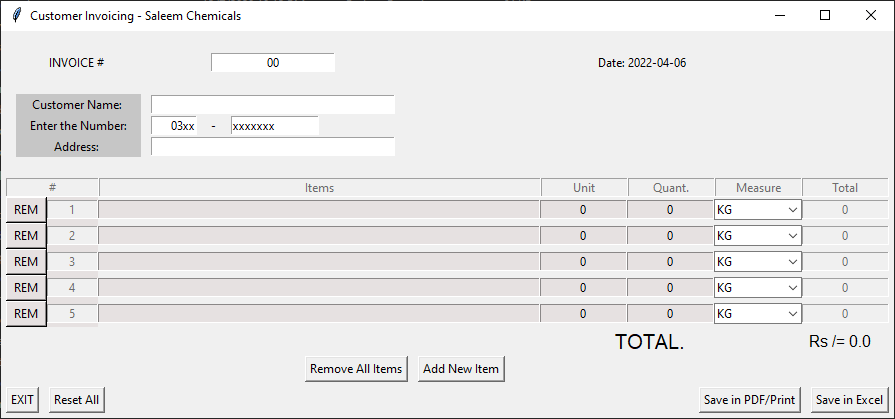 Customer Invoicing - Saleem Chemicals
INVOICE # 00 Date: 2022-04-06
Customer Name:
Enter the Number: 03xx - xxxxxxx
Address:
# Items Unit Quant. Measure Total
REM 1 0 0 KG 0
REM 2 0 0 KG 0
REM 3 0 0 KG 0
REM 4 0 0 KG 0
REM 5 0 0 KG 0
TOTAL. Rs /= 0.0
Remove All Items Add New Item
EXIT Reset All Save in PDF/Print Save in Excel